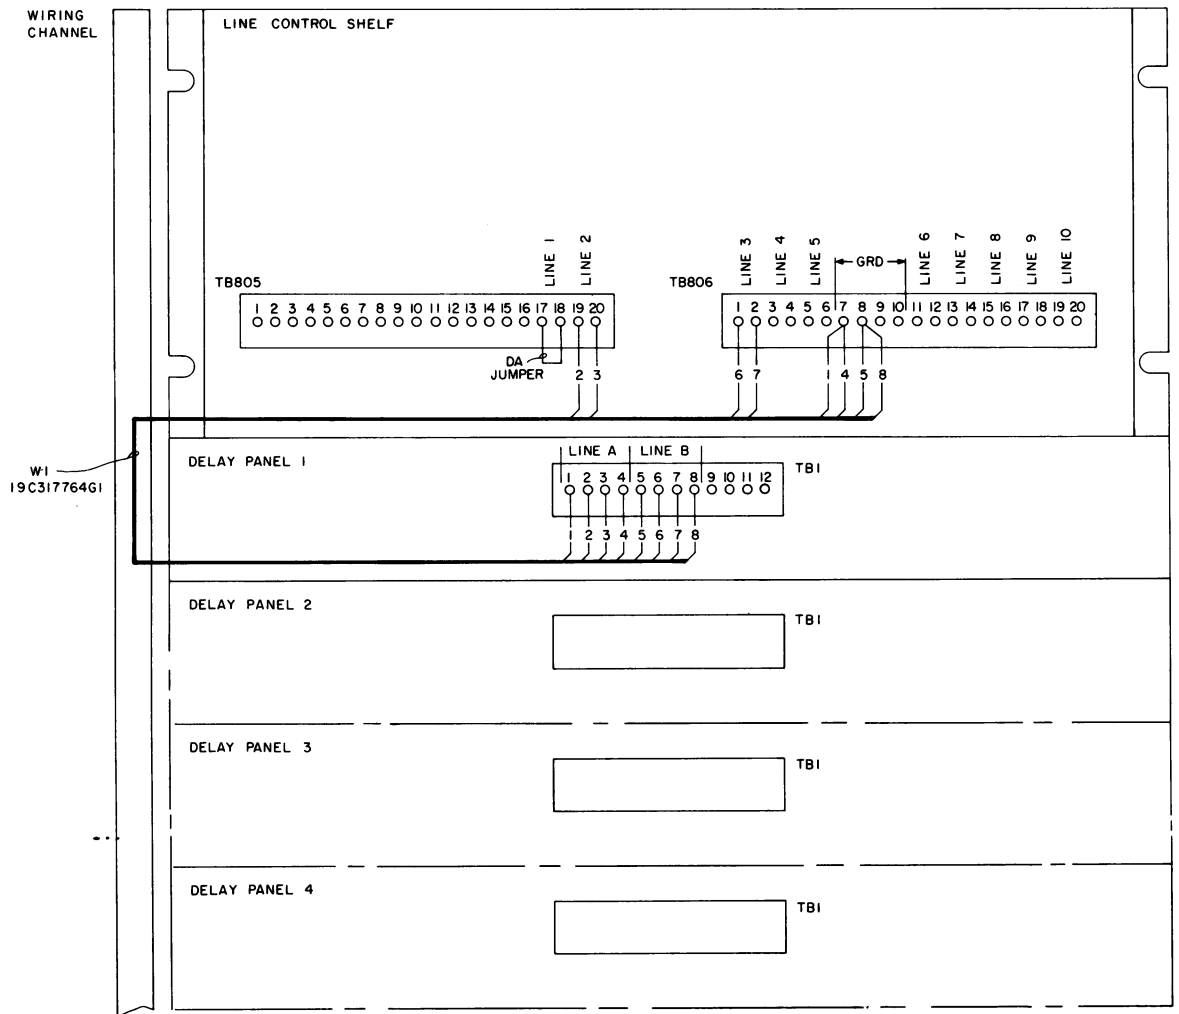 WIRING
CHANNEL
LINE CONTROL SHELF
LINE 1
LINE 2
LINE 3
LINE 4
LINE 5
GRD
LINE 6
LINE 7
LINE 8
LINE 9
LINE 10
TB805
1 2 3 4 5 6 7 8 9 10 11 12 13 14 15 16 17 18 19 20
TB806
1 2 3 4 5 6 7 8 9 10 11 12 13 14 15 16 17 18 19 20
DA
JUMPER
2 3
6 7
1 4 5 8
W1
19C317764G1
DELAY PANEL 1
LINE A LINE B
TB1
1 2 3 4 5 6 7 8 9 10 11 12
1 2 3 4 5 6 7 8
DELAY PANEL 2
TB1
DELAY PANEL 3
TB1
DELAY PANEL 4
TB1